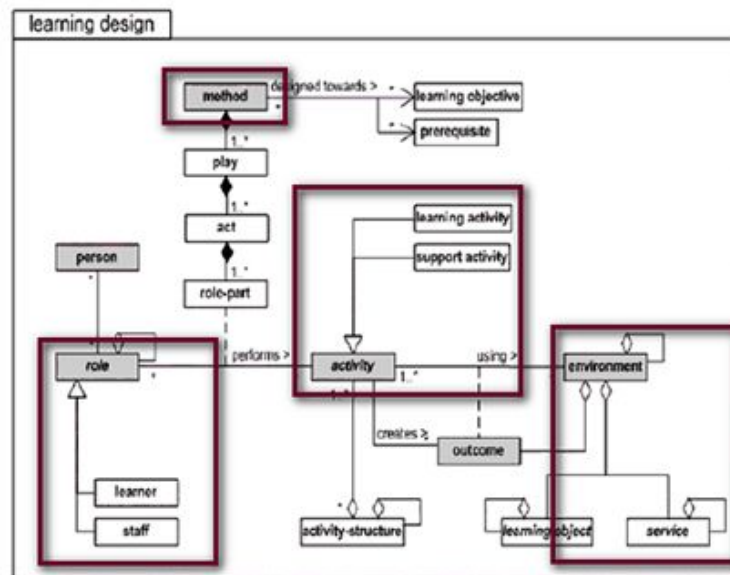 learning design
method
designed towards >
*
*
learning objective
*
prerequisite
1..*
play
1..*
act
1..*
role-part
learning activity
support activity
person
*
*
role
*
performs >
activity
1..*
using >
environment
1..*
creates >
outcome
learner
staff
*
activity-structure
learning object
service